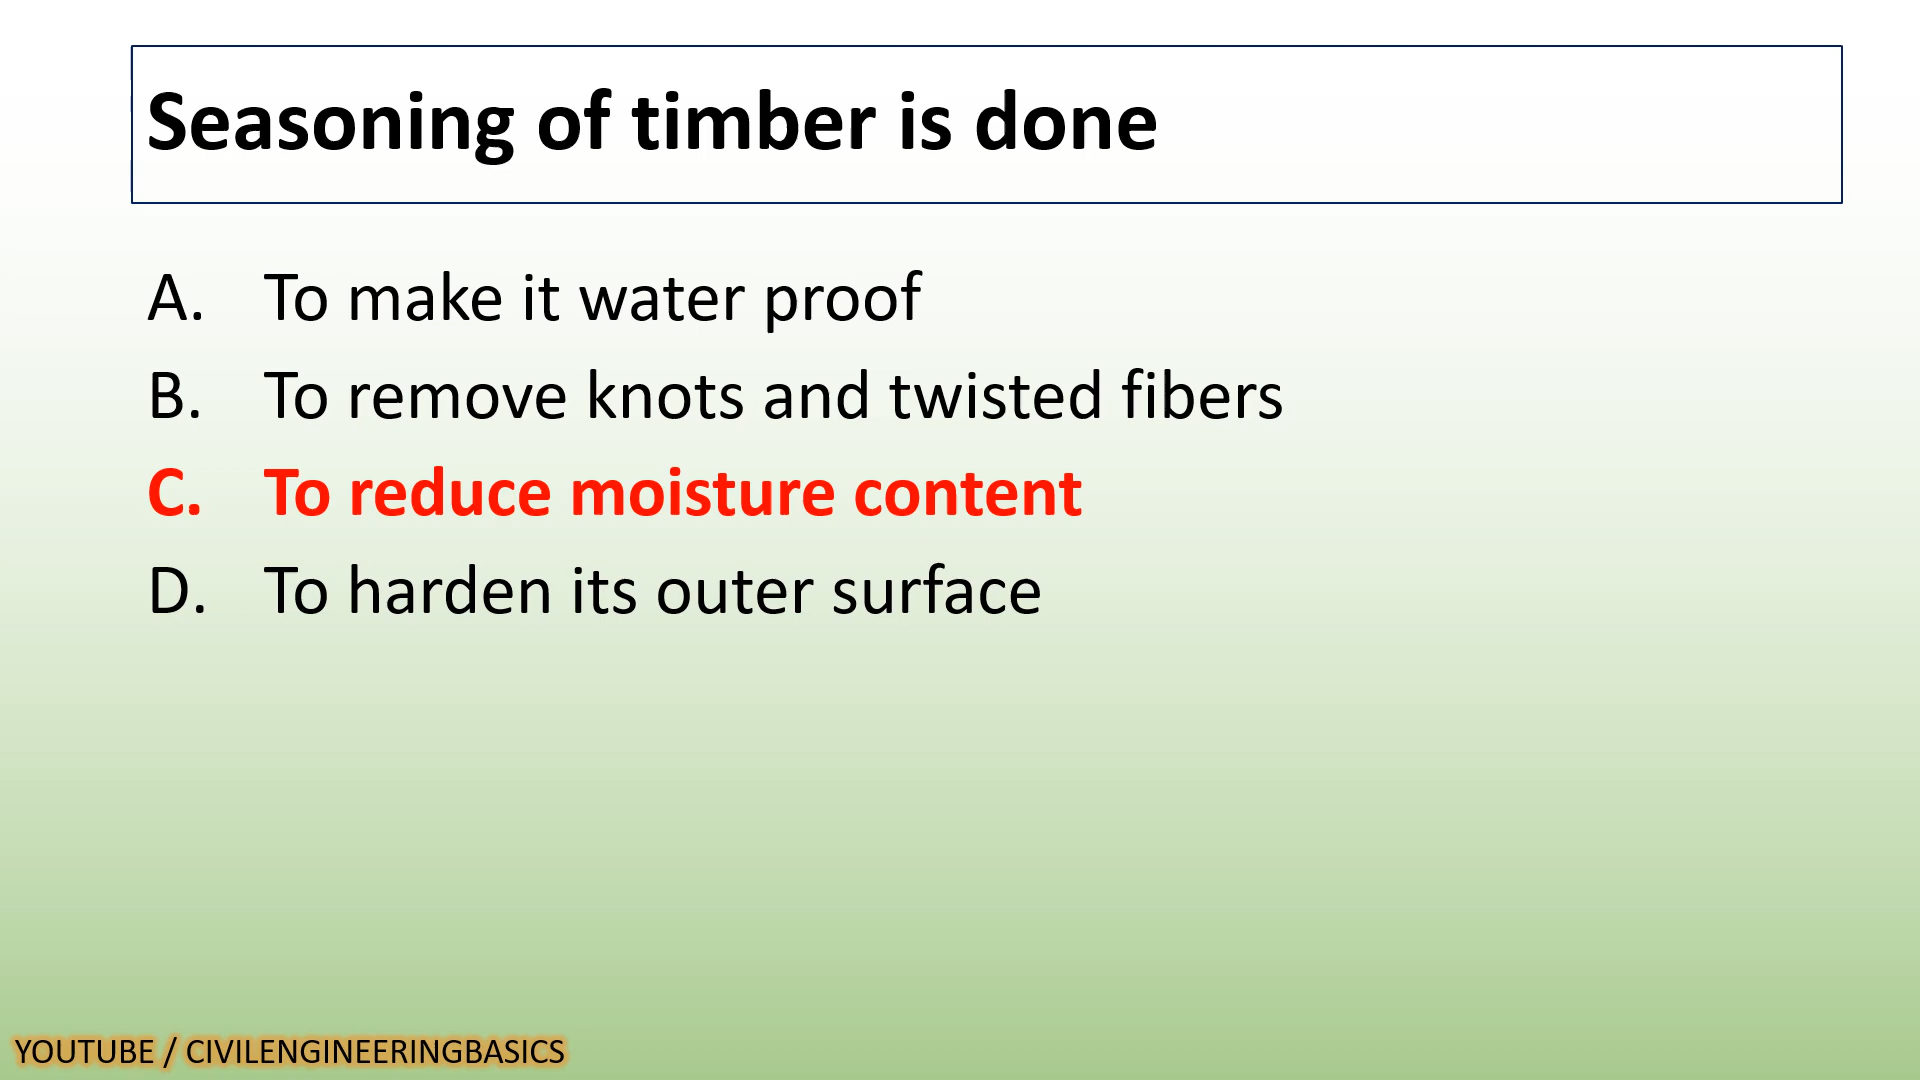 Seasoning of timber is done
A. To make it water proof
B. To remove knots and twisted fibers
C. To reduce moisture content
D. To harden its outer surface
YOUTUBE / CIVILENGINEERINGBASICS